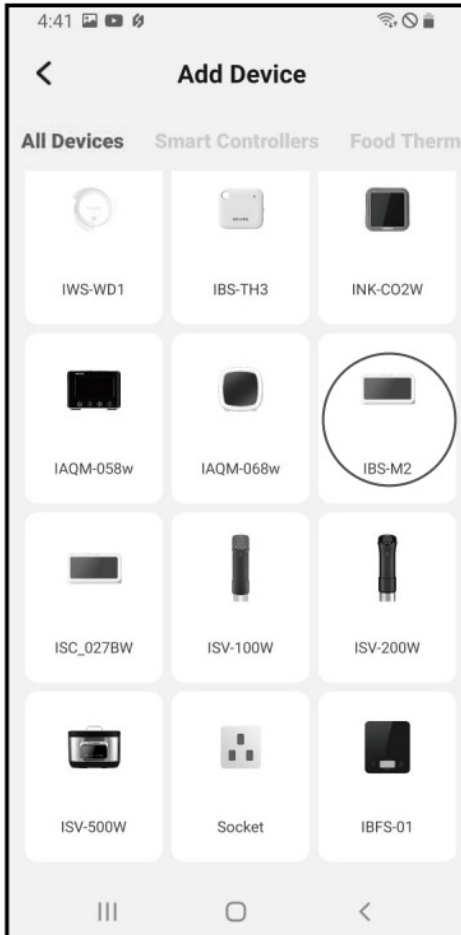 4:41
Add Device
All Devices Smart Controllers Food Therm
IWS-WD1 IBS-TH3 INK-CO2W
IAQM-058w IAQM-068w IBS-M2
ISC_027BW ISV-100W ISV-200W
ISV-500W Socket IBFS-01